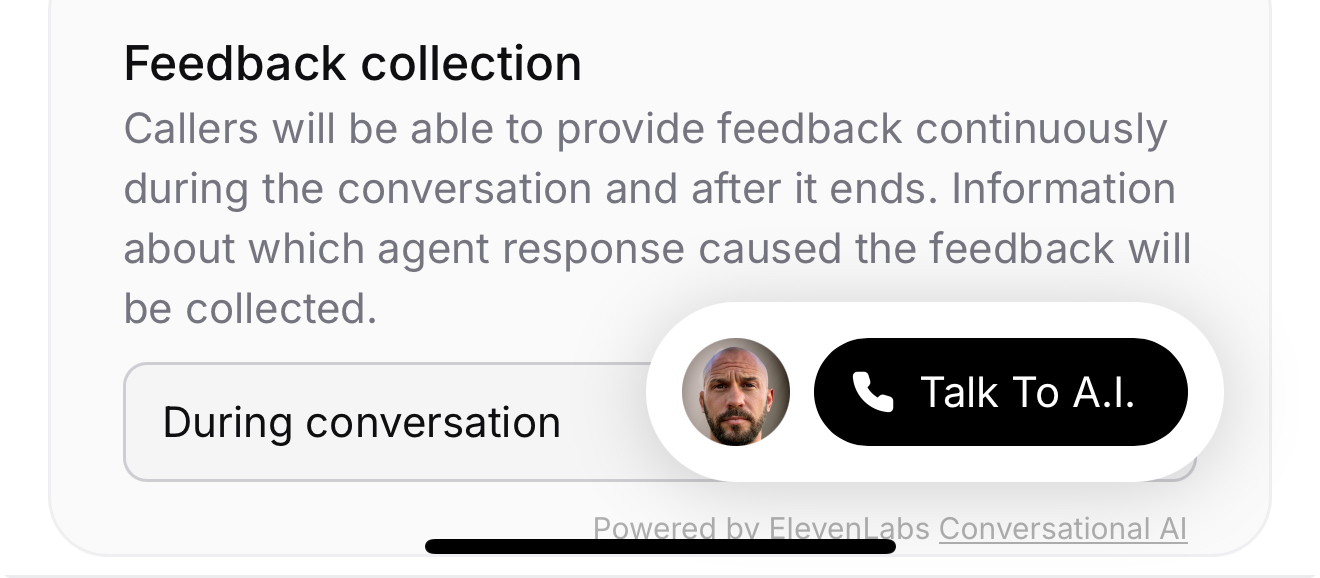 Feedback collection
Callers will be able to provide feedback continuously
during the conversation and after it ends. Information
about which agent response caused the feedback will
be collected.
Talk To A.I.
During conversation
Powered by ElevenLabs Conversational AI